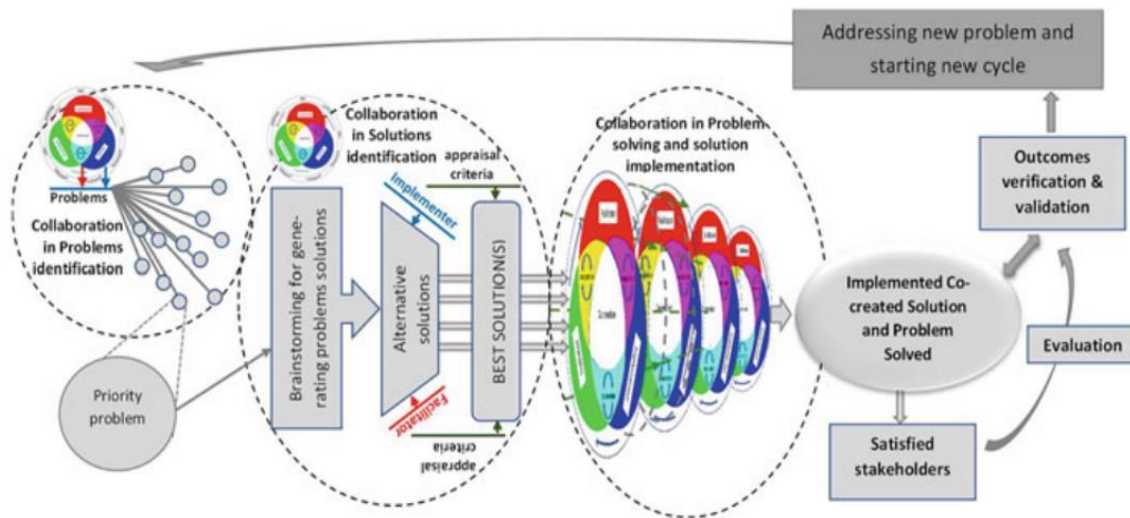 Addressing new problem and
starting new cycle
Problems
Collaboration
in Problems
identification
Priority
problem
Collaboration
in Solutions
identification
appraisal
criteria
Implementer
Brainstorming for gene-
rating problems solutions
Alternative
solutions
Facilitator
appraisal
criteria
BEST SOLUTION(S)
Collaboration in Problem
solving and solution
implementation
Implemented Co-
created Solution
and Problem
Solved
Outcomes
verification &
validation
Evaluation
Satisfied
stakeholders